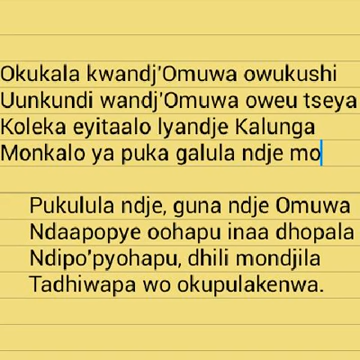 Okukala kwandj'Omuwa owukushi
Uunkundi wandj'Omuwa oweu tseya
Koleka eyitaalo lyandje Kalunga
Monkalo ya puka galula ndje mo
Pukulula ndje, guna ndje Omuwa
Ndaapopye oohapu inaa dhopala
Ndipo'pyohapu, dhili mondjila
Tadhiwapa wo okupulakenwa.